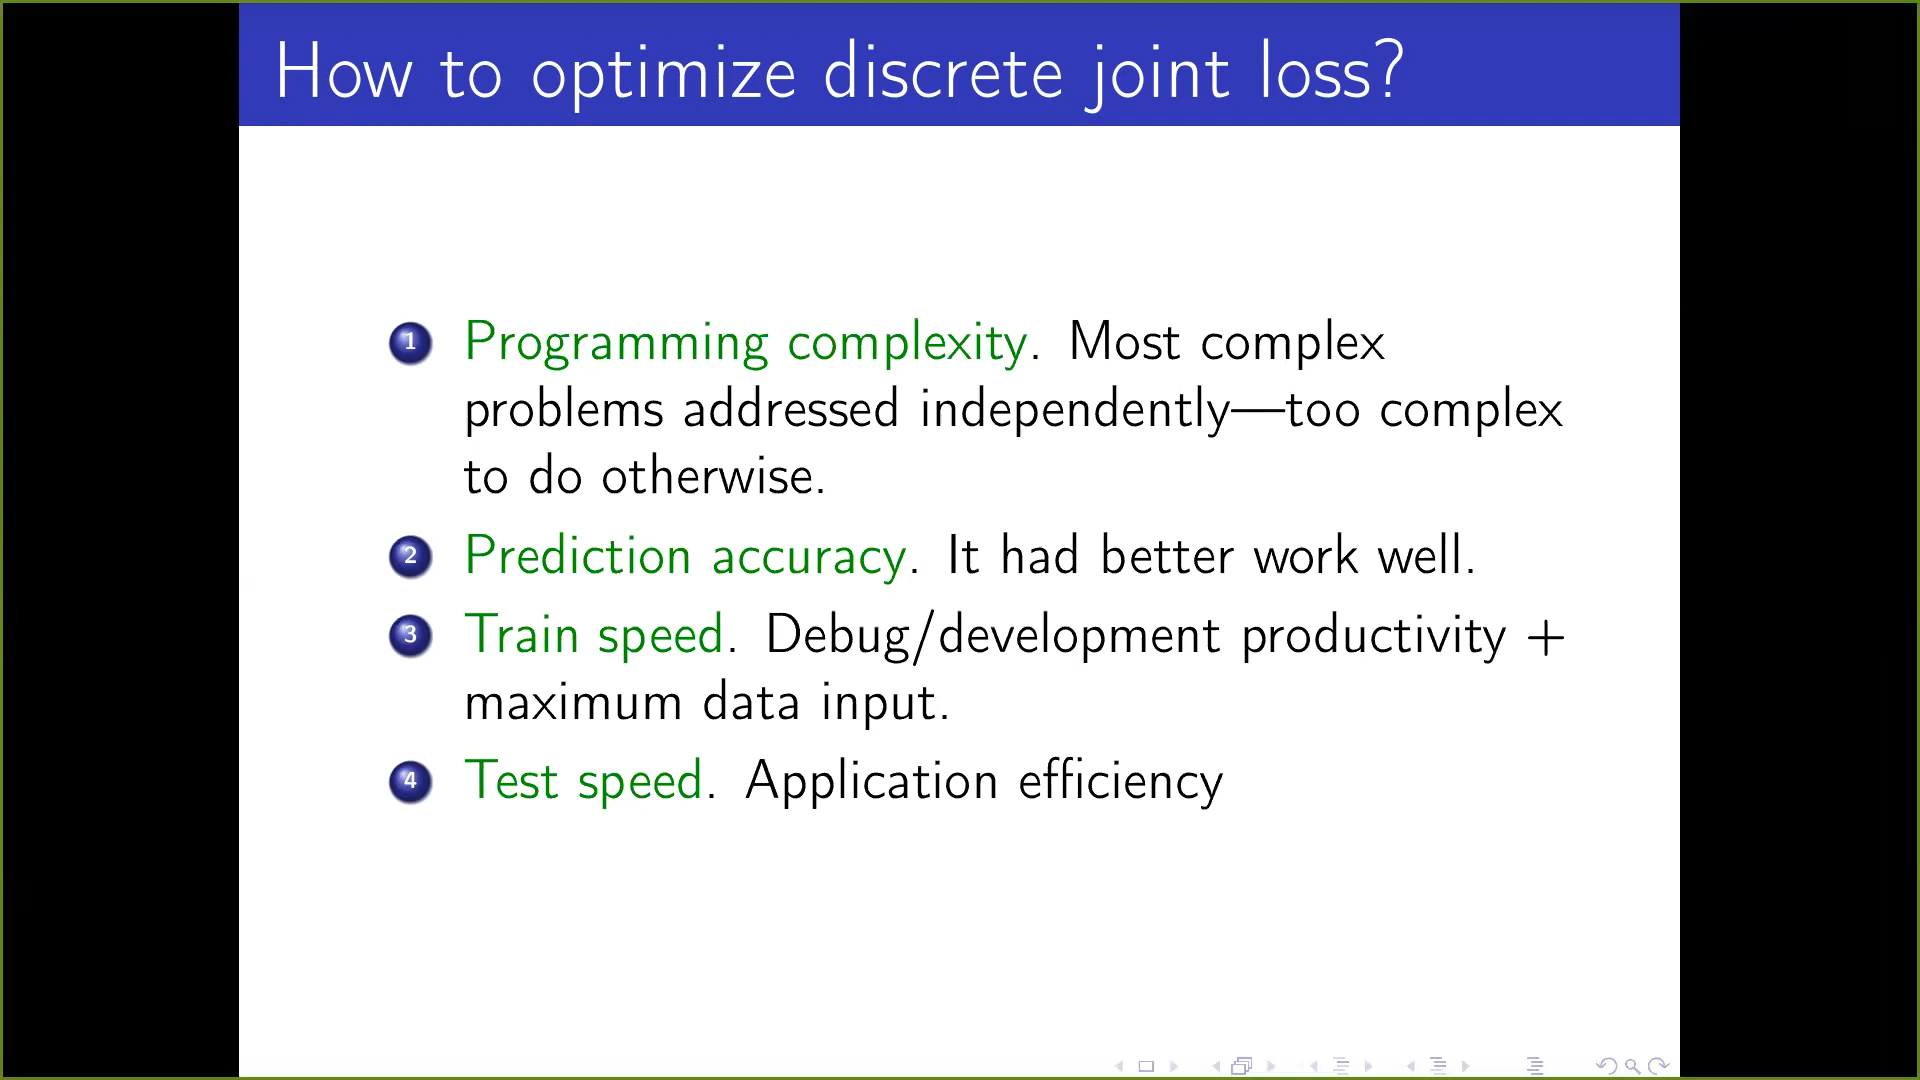 How to optimize discrete joint loss?
1 Programming complexity. Most complex
problems addressed independently—too complex
to do otherwise.
2 Prediction accuracy. It had better work well.
3 Train speed. Debug/development productivity +
maximum data input.
4 Test speed. Application efficiency